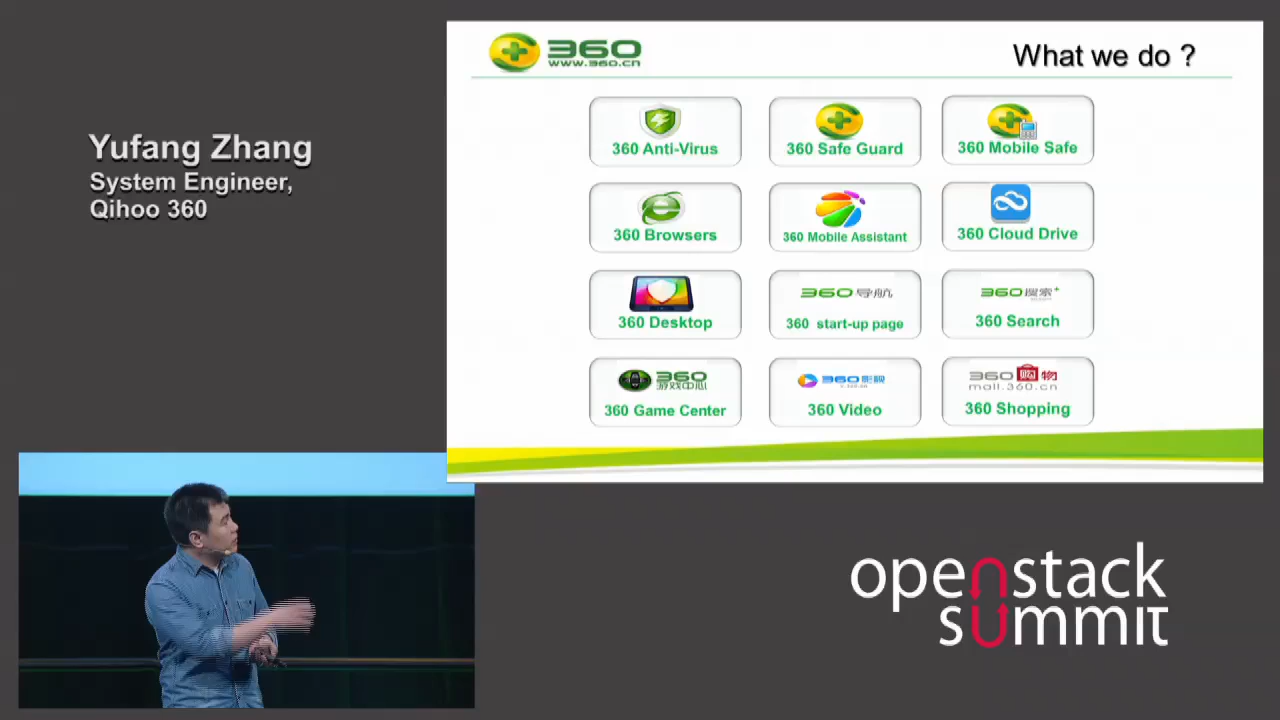 Yufang Zhang
System Engineer,
Qihoo 360
360
www.360.cn
What we do ?
360 Anti-Virus
360 Safe Guard
360 Mobile Safe
360 Browsers
360 Mobile Assistant
360 Cloud Drive
360 Desktop
360导航
360 start-up page
360搜索+
360 Search
360
游戏中心
360 Game Center
360影视
360 Video
360购物
mall.360.cn
360 Shopping
openstack
summit